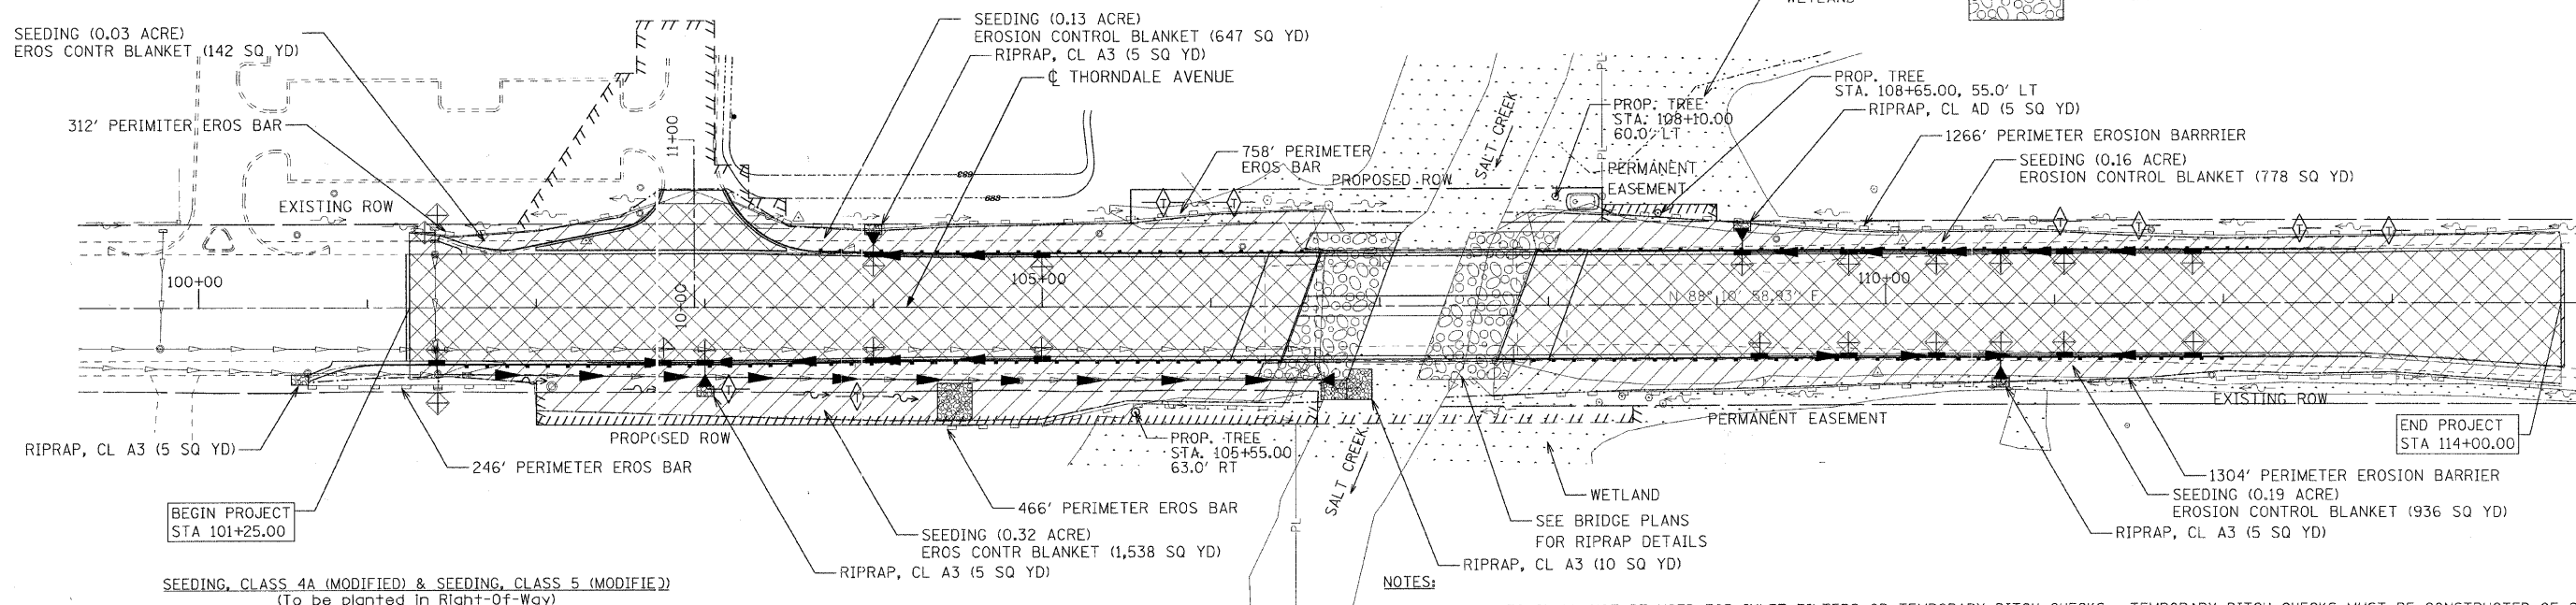 SEEDING (0.03 ACRE)
EROS CONTR BLANKET (142 SQ YD)
312' PERIMITER EROS BAR
EXISTING ROW
100+00
11+00
10+00
SEEDING (0.13 ACRE)
EROSION CONTROL BLANKET (647 SQ YD)
RIPRAP, CL A3 (5 SQ YD)
℄ THORNDALE AVENUE
689
688
758' PERIMETER
EROS BAR
PROPOSED ROW
105+00
SALT CREEK
WETLAND
PL
PROP. TREE
STA. 108+10.00
60.0' LT
PERMANENT
EASEMENT
PROP. TREE
STA. 108+65.00, 55.0' LT
RIPRAP, CL AD (5 SQ YD)
1266' PERIMETER EROSION BARRRIER
SEEDING (0.16 ACRE)
EROSION CONTROL BLANKET (778 SQ YD)
110+00
N 88° 10' 58.93" E
RIPRAP, CL A3 (5 SQ YD)
246' PERIMETER EROS BAR
BEGIN PROJECT
STA 101+25.00
PROPOSED ROW
466' PERIMETER EROS BAR
SEEDING (0.32 ACRE)
EROS CONTR BLANKET (1,538 SQ YD)
RIPRAP, CL A3 (5 SQ YD)
PROP. TREE
STA. 105+55.00
63.0' RT
PL
SALT CREEK
WETLAND
SEE BRIDGE PLANS
FOR RIPRAP DETAILS
RIPRAP, CL A3 (10 SQ YD)
PERMANENT EASEMENT
EXISTING ROW
END PROJECT
STA 114+00.00
1304' PERIMETER EROSION BARRIER
SEEDING (0.19 ACRE)
EROSION CONTROL BLANKET (936 SQ YD)
RIPRAP, CL A3 (5 SQ YD)
SEEDING, CLASS 4A (MODIFIED) & SEEDING, CLASS 5 (MODIFIED)
(To be planted in Right-Of-Way)
NOTES: